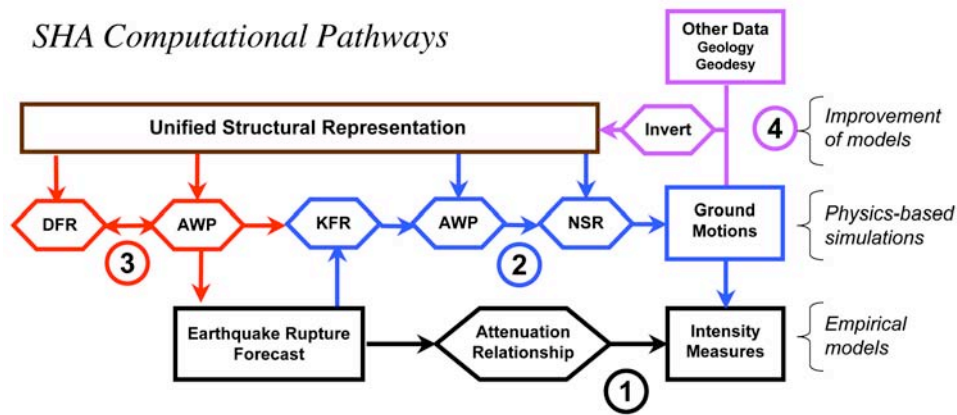 SHA Computational Pathways
Other Data
Geology
Geodesy
Unified Structural Representation
Invert
4
Improvement
of models
DFR
AWP
KFR
AWP
NSR
Ground
Motions
Physics-based
simulations
3
2
Earthquake Rupture
Forecast
Attenuation
Relationship
Intensity
Measures
Empirical
models
1